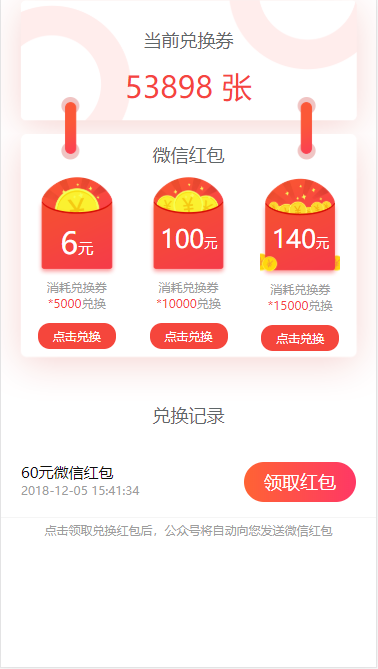 当前兑换券
53898 张
微信红包
6元
100元
140元
消耗兑换券
*5000兑换
消耗兑换券
*10000兑换
消耗兑换券
*15000兑换
点击兑换
点击兑换
点击兑换
兑换记录
60元微信红包
2018-12-05 15:41:34
领取红包
点击领取兑换红包后，公众号将自动向您发送微信红包